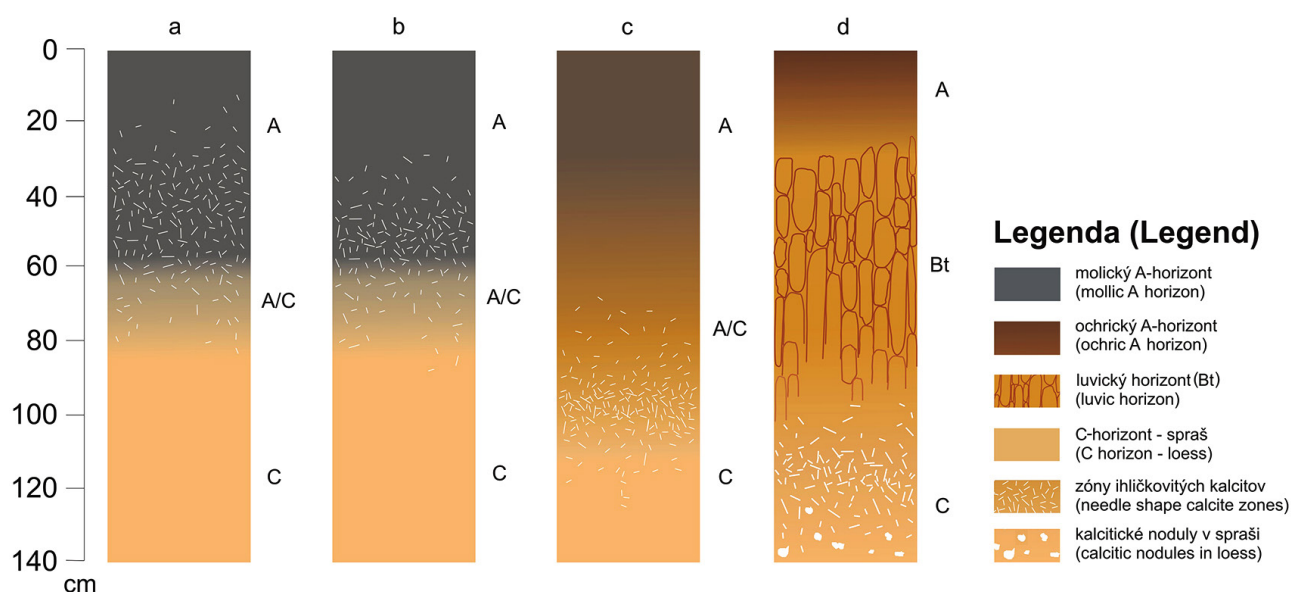 a
b
c
d
0
20
40
60
80
100
120
140
cm
A
A/C
C
A
A/C
C
A
A/C
C
A
Bt
C
Legenda (Legend)
molický A-horizont
(mollic A horizon)
ochrický A-horizont
(ochric A horizon)
luvický horizont (Bt)
(luvic horizon)
C-horizont - spraš
(C horizon - loess)
zóny ihličkovitých kalcitov
(needle shape calcite zones)
kalcitické noduly v spraši
(calcitic nodules in loess)